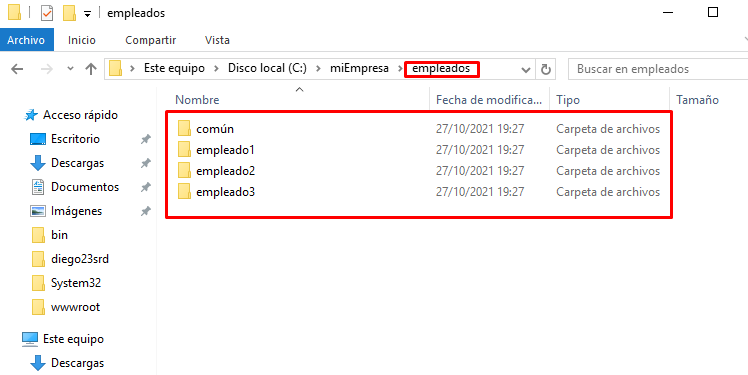 empleados
Archivo Inicio Compartir Vista
Este equipo Disco local (C:) miEmpresa empleados Buscar en empleados
Nombre Fecha de modifica... Tipo Tamaño
Acceso rápido
Escritorio
Descargas
Documentos
Imágenes
bin
diego23srd
System32
wwwroot
Este equipo
Descargas
común 27/10/2021 19:27 Carpeta de archivos
empleado1 27/10/2021 19:27 Carpeta de archivos
empleado2 27/10/2021 19:27 Carpeta de archivos
empleado3 27/10/2021 19:27 Carpeta de archivos